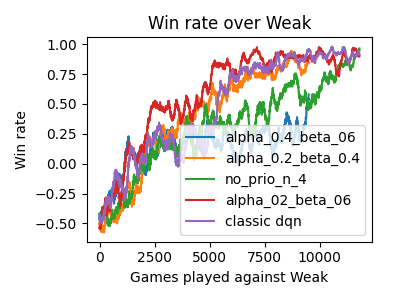 Win rate over Weak
Win rate
1.00
0.75
0.50
0.25
0.00
−0.25
−0.50
alpha_0.4_beta_06
alpha_0.2_beta_0.4
no_prio_n_4
alpha_02_beta_06
classic dqn
0
2500
5000
7500
10000
Games played against Weak